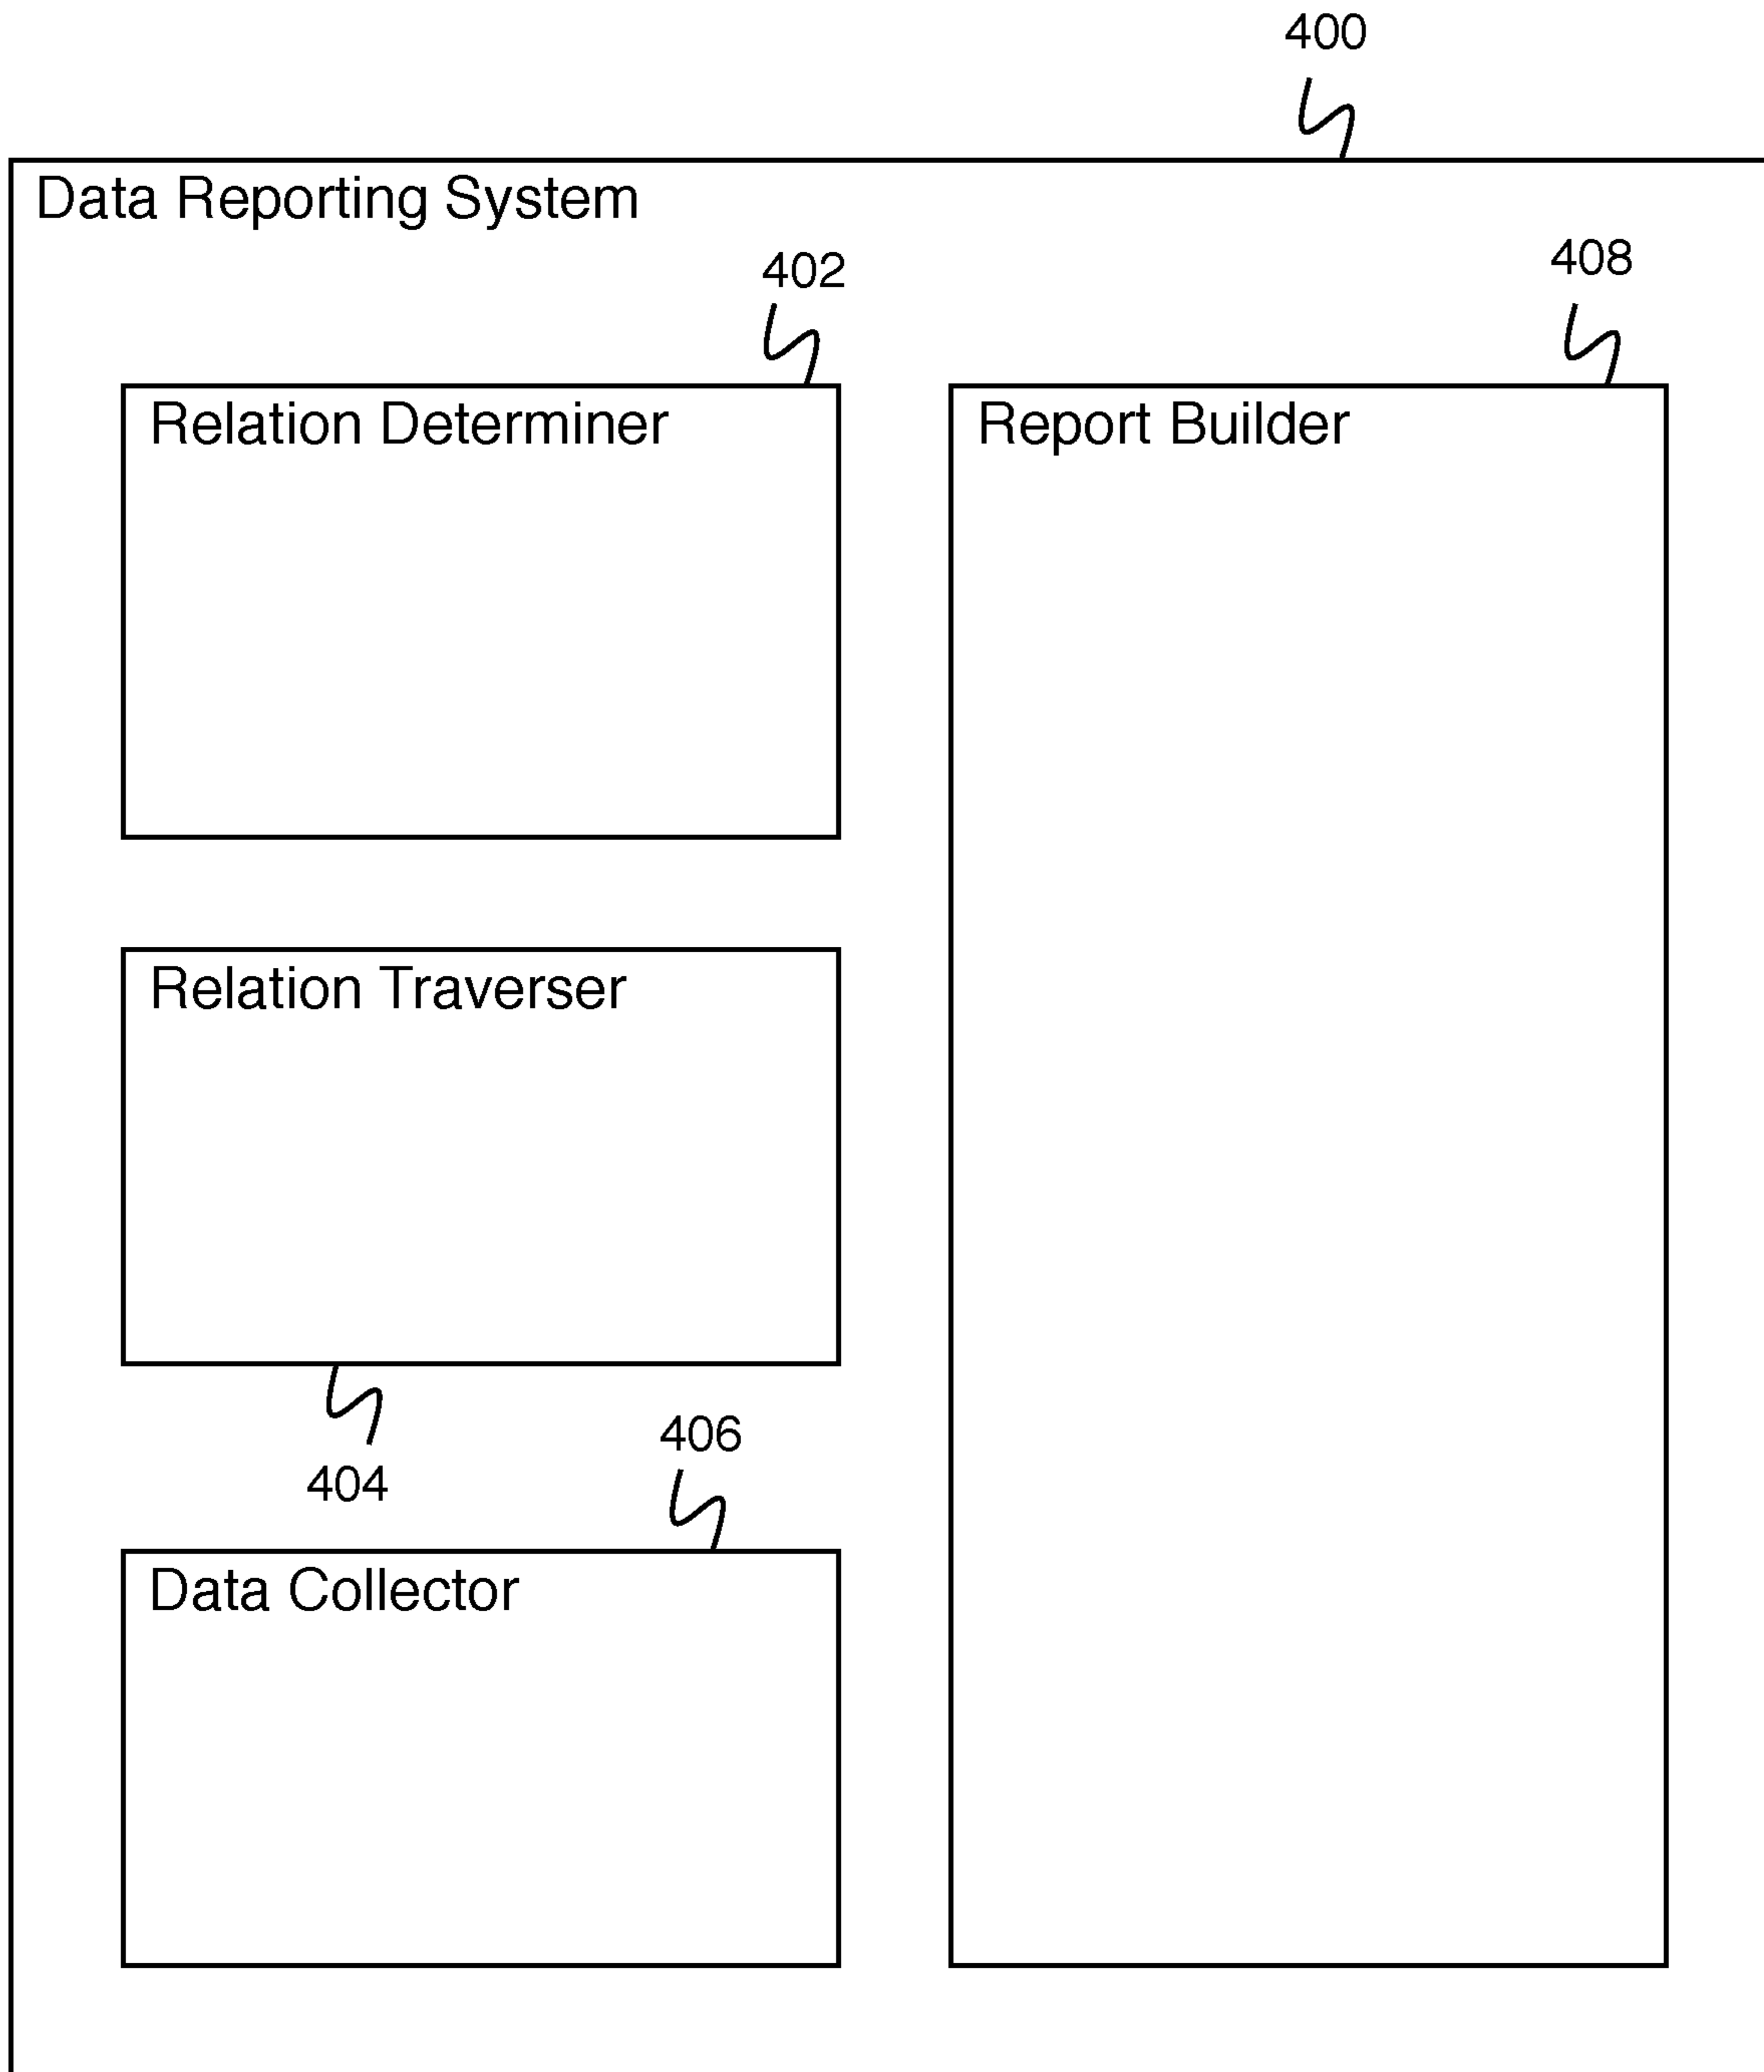 400
Data Reporting System
402
408
Relation Determiner
Report Builder
Relation Traverser
404
406
Data Collector